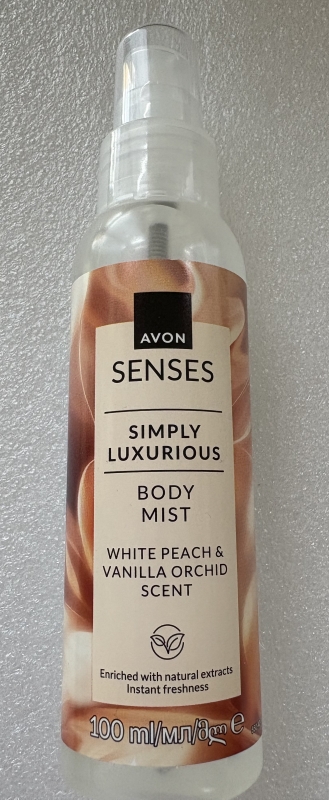 AVON
SENSES
SIMPLY
LUXURIOUS
BODY
MIST
WHITE PEACH &
VANILLA ORCHID
SCENT
Enriched with natural extracts
Instant freshness
100 ml/мл/მლ e